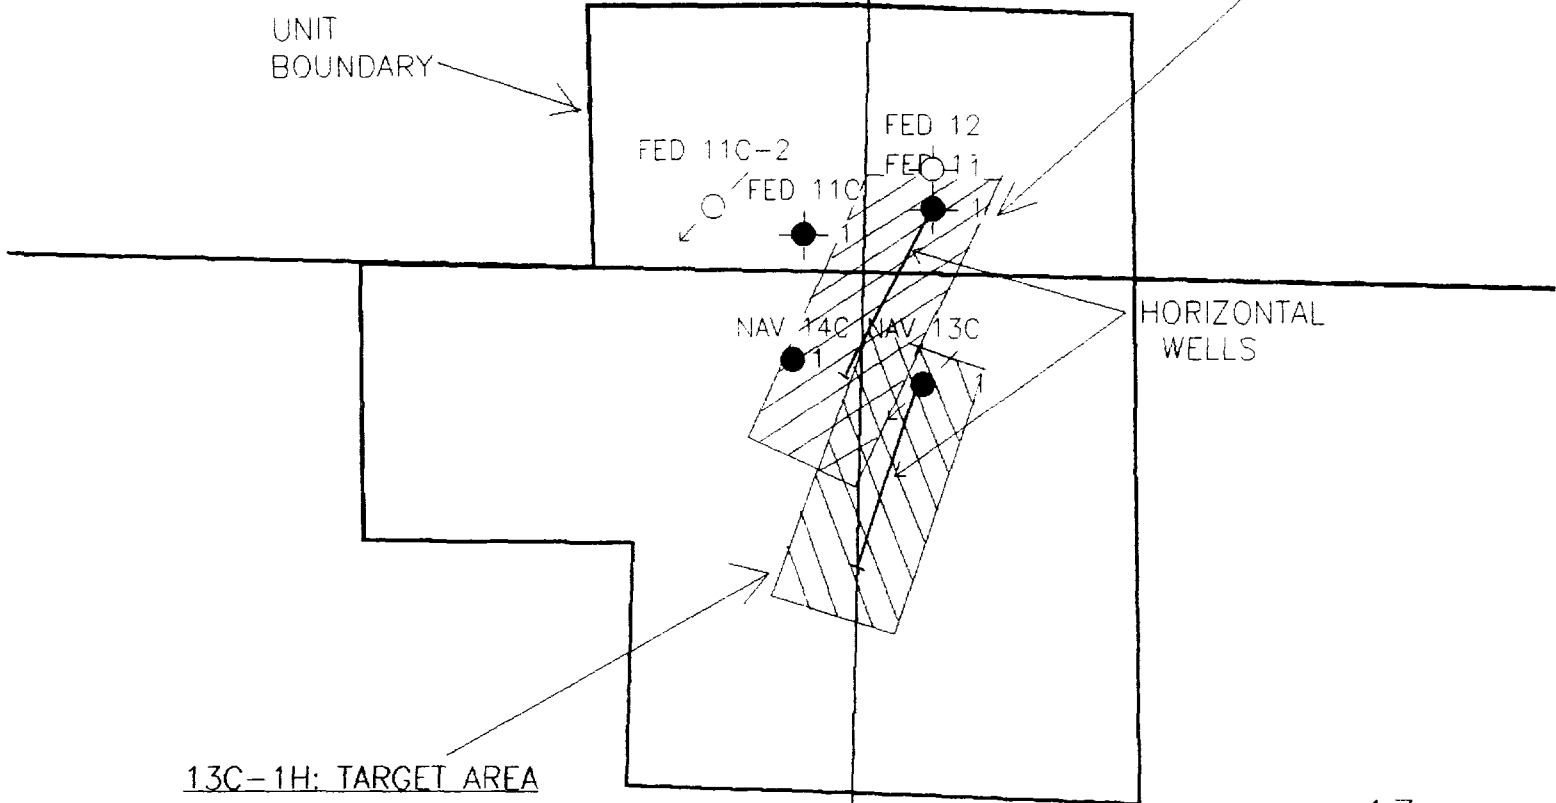 UNIT
BOUNDARY
FED 12
FED 11
FED 11C-2
FED 11C
1
1
HORIZONTAL
WELLS
NAV 14C
NAV 13C
1
1
13C-1H: TARGET AREA